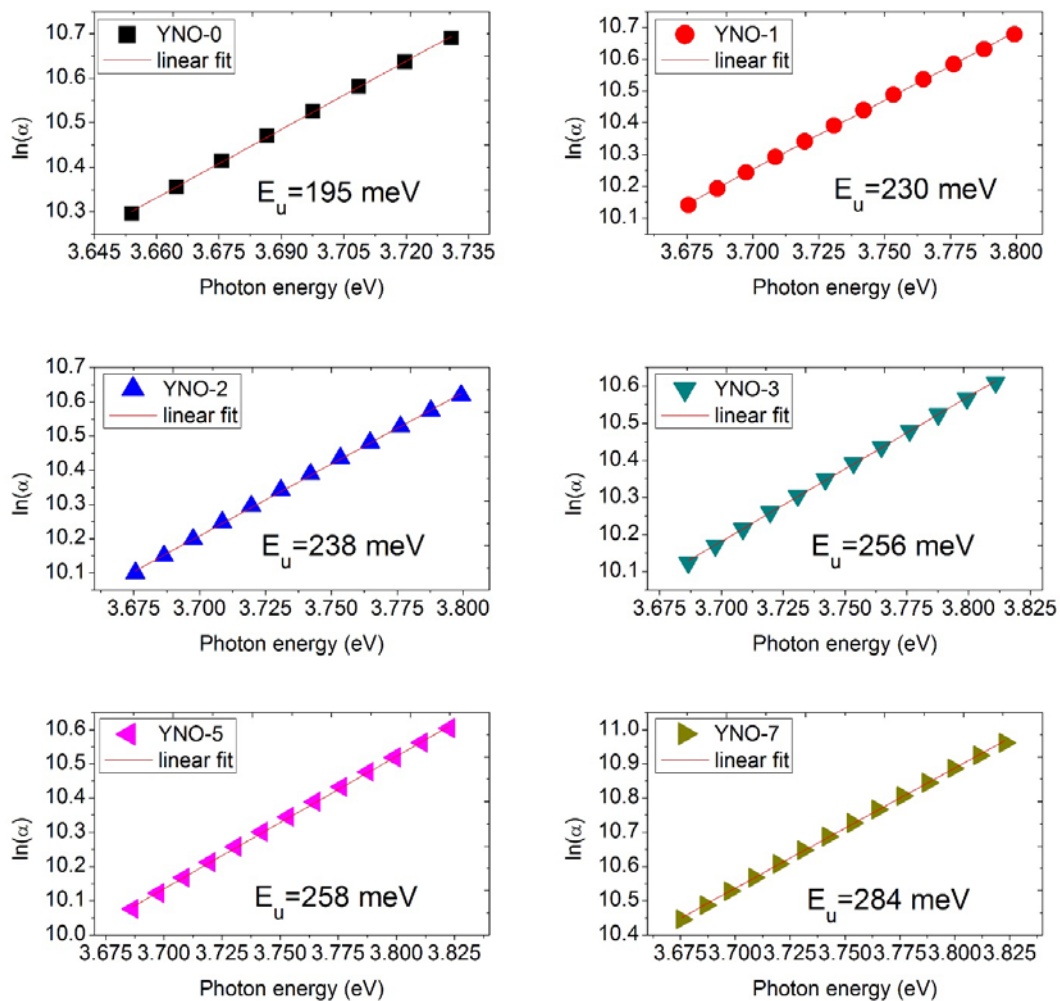 YNO-0
linear fit
10.7
10.6
10.5
10.4
10.3
ln(α)
E_u=195 meV
3.645 3.660 3.675 3.690 3.705 3.720 3.735
Photon energy (eV)
YNO-1
linear fit
10.7
10.6
10.5
10.4
10.3
10.2
10.1
ln(α)
E_u=230 meV
3.675 3.700 3.725 3.750 3.775 3.800
Photon energy (eV)
YNO-2
linear fit
10.7
10.6
10.5
10.4
10.3
10.2
10.1
ln(α)
E_u=238 meV
3.675 3.700 3.725 3.750 3.775 3.800
Photon energy (eV)
YNO-3
linear fit
10.6
10.5
10.4
10.3
10.2
10.1
ln(α)
E_u=256 meV
3.675 3.700 3.725 3.750 3.775 3.800 3.825
Photon energy (eV)
YNO-5
linear fit
10.6
10.5
10.4
10.3
10.2
10.1
10.0
ln(α)
E_u=258 meV
3.675 3.700 3.725 3.750 3.775 3.800 3.825
Photon energy (eV)
YNO-7
linear fit
11.0
10.9
10.8
10.7
10.6
10.5
10.4
ln(α)
E_u=284 meV
3.675 3.700 3.725 3.750 3.775 3.800 3.825
Photon energy (eV)